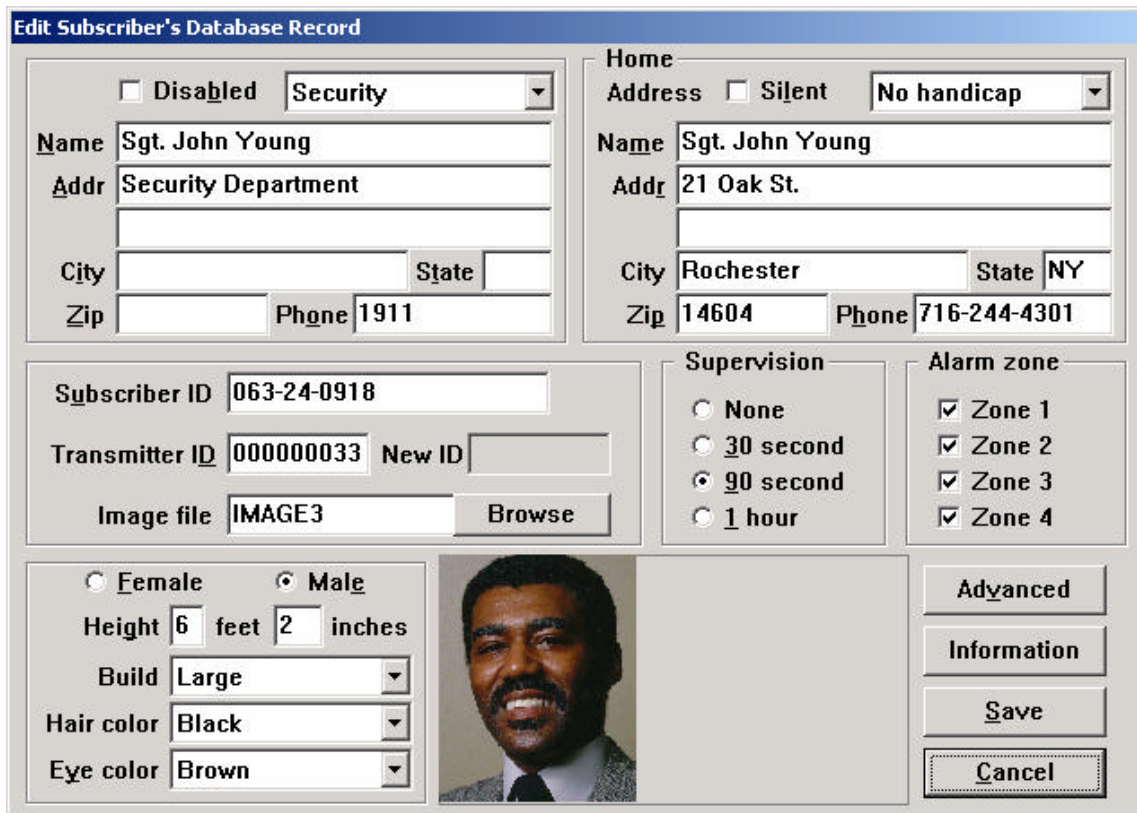 Edit Subscriber's Database Record
Disabled Security
Name Sgt. John Young
Addr Security Department
City State
Zip Phone 1911
Home
Address Silent No handicap
Name Sgt. John Young
Addr 21 Oak St.
City Rochester State NY
Zip 14604 Phone 716-244-4301
Subscriber ID 063-24-0918
Transmitter ID 000000033 New ID
Image file IMAGE3 Browse
Supervision
None
30 second
90 second
1 hour
Alarm zone
Zone 1
Zone 2
Zone 3
Zone 4
Female Male
Height 6 feet 2 inches
Build Large
Hair color Black
Eye color Brown
Advanced
Information
Save
Cancel